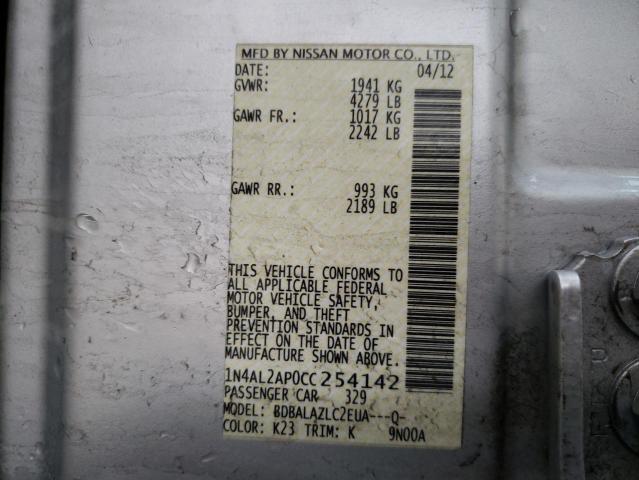 MFD BY NISSAN MOTOR CO., LTD.
DATE: 04/12
GVWR: 1941 KG
4279 LB
GAWR FR.: 1017 KG
2242 LB
GAWR RR.: 993 KG
2189 LB
THIS VEHICLE CONFORMS TO
ALL APPLICABLE FEDERAL
MOTOR VEHICLE SAFETY,
BUMPER, AND THEFT
PREVENTION STANDARDS IN
EFFECT ON THE DATE OF
MANUFACTURE SHOWN ABOVE.
1N4AL2AP0CC254142
PASSENGER CAR 329
MODEL: BDBALAZLC2EUA---Q-
COLOR: K23 TRIM: K 9N00A